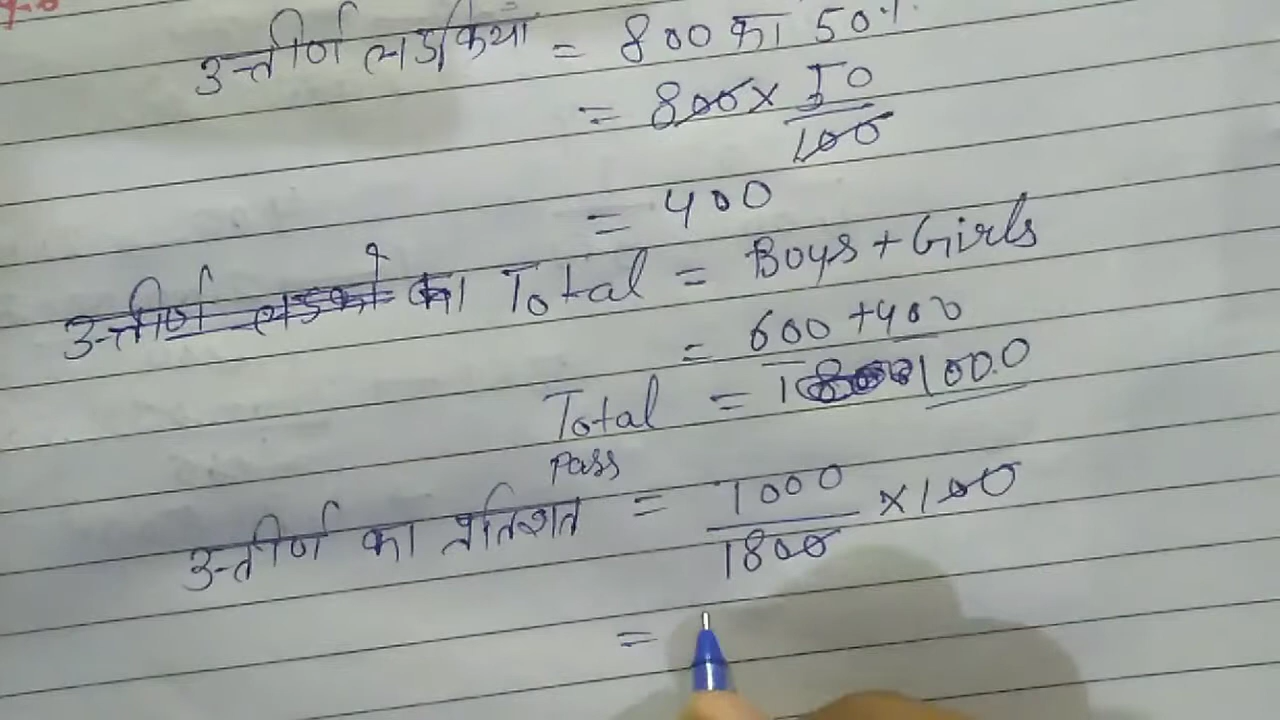 उत्तीर्ण लड़कियां = 800 का 50%
= 800 × 50/100
= 400
उत्तीर्ण लडको का Total = Boys + Girls
= 600 + 400
Total pass = 1000
उत्तीर्ण का प्रतिशत = 1000/1800 × 100
=